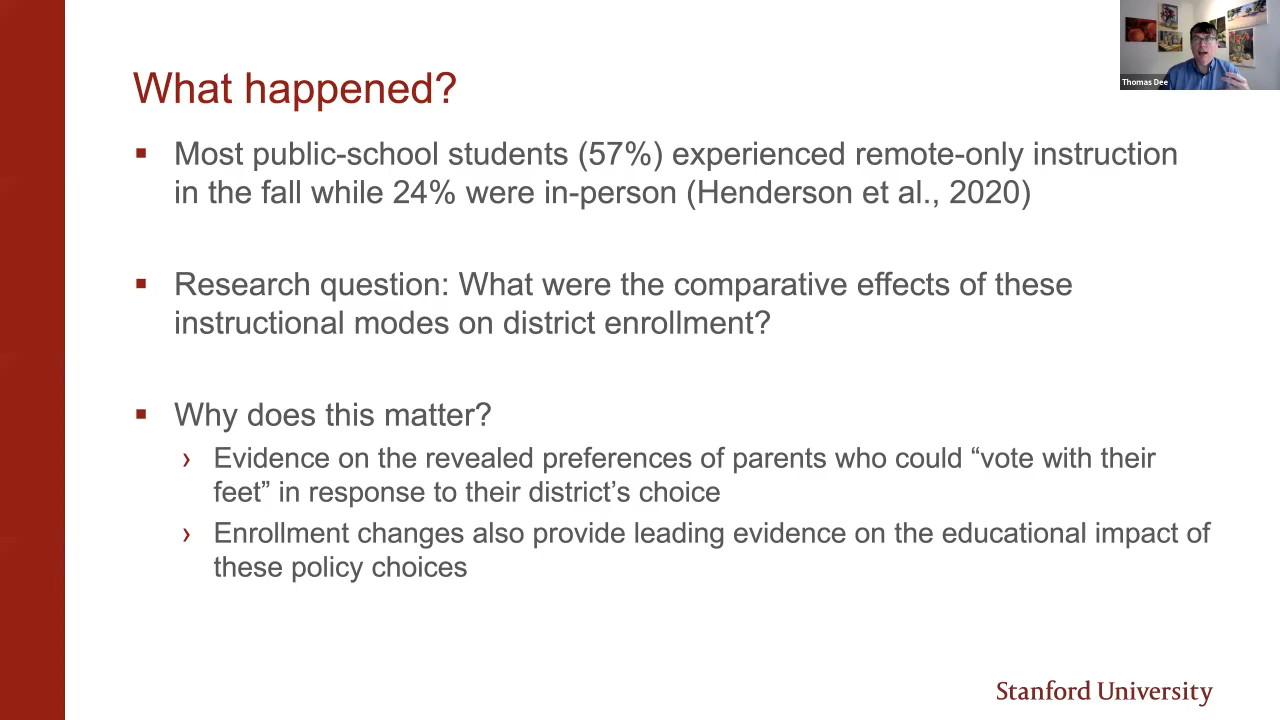 What happened?
Most public-school students (57%) experienced remote-only instruction
in the fall while 24% were in-person (Henderson et al., 2020)
Research question: What were the comparative effects of these
instructional modes on district enrollment?
Why does this matter?
Evidence on the revealed preferences of parents who could “vote with their
feet” in response to their district’s choice
Enrollment changes also provide leading evidence on the educational impact of
these policy choices
Stanford University
Thomas Dee